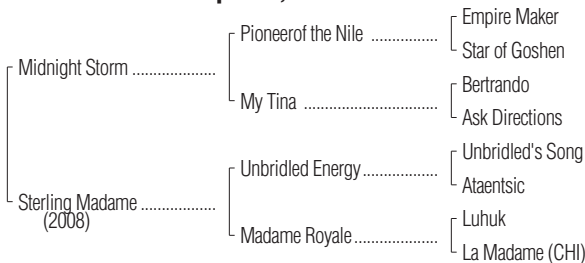 Midnight Storm ....................
Sterling Madame ..................
(2008)
Pioneerof the Nile ................
My Tina ................................
Unbridled Energy..................
Madame Royale....................
Empire Maker
Star of Goshen
Bertrando
Ask Directions
Unbridled's Song
Ataentsic
Luhuk
La Madame (CHI)